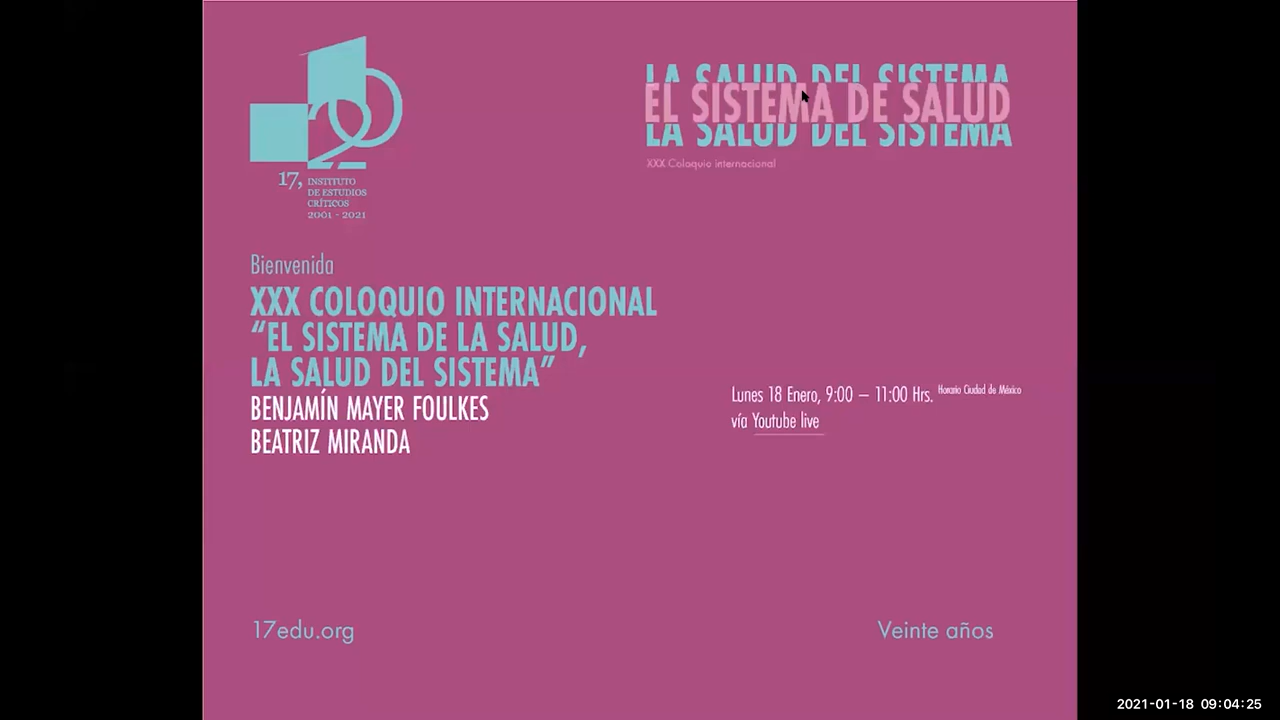 20
17, INSTITUTO
DE ESTUDIOS
CRÍTICOS
2001 - 2021
LA SALUD DEL SISTEMA
EL SISTEMA DE SALUD
LA SALUD DEL SISTEMA
XXX Coloquio internacional
Bienvenida
XXX COLOQUIO INTERNACIONAL
“EL SISTEMA DE LA SALUD,
LA SALUD DEL SISTEMA”
BENJAMÍN MAYER FOULKES
BEATRIZ MIRANDA
Lunes 18 Enero, 9:00 – 11:00 Hrs. Horario Ciudad de México
vía Youtube live
17edu.org
Veinte años
2021-01-18 09:04:25